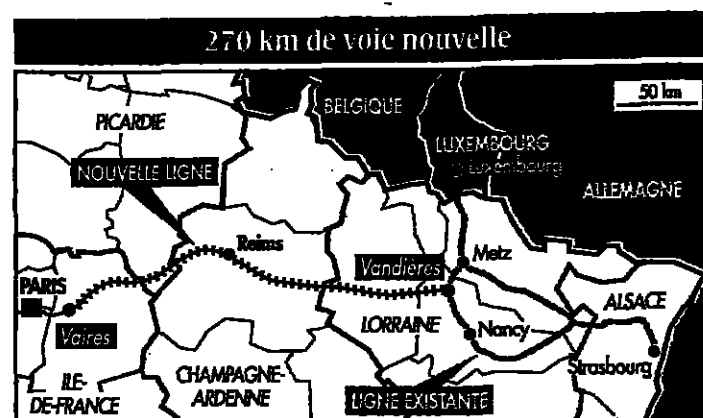 270 km de voie nouvelle
50 km
BELGIQUE
PICARDIE
LUXEMBOURG
Luxembourg
NOUVELLE LIGNE
ALLEMAGNE
Reims
Metz
Vandières
PARIS
ALSACE
Vaires
LORRAINE
Nancy
Strasbourg
ILE-
DE-FRANCE
CHAMPAGNE-
ARDENNE
LIGNE EXISTANTE